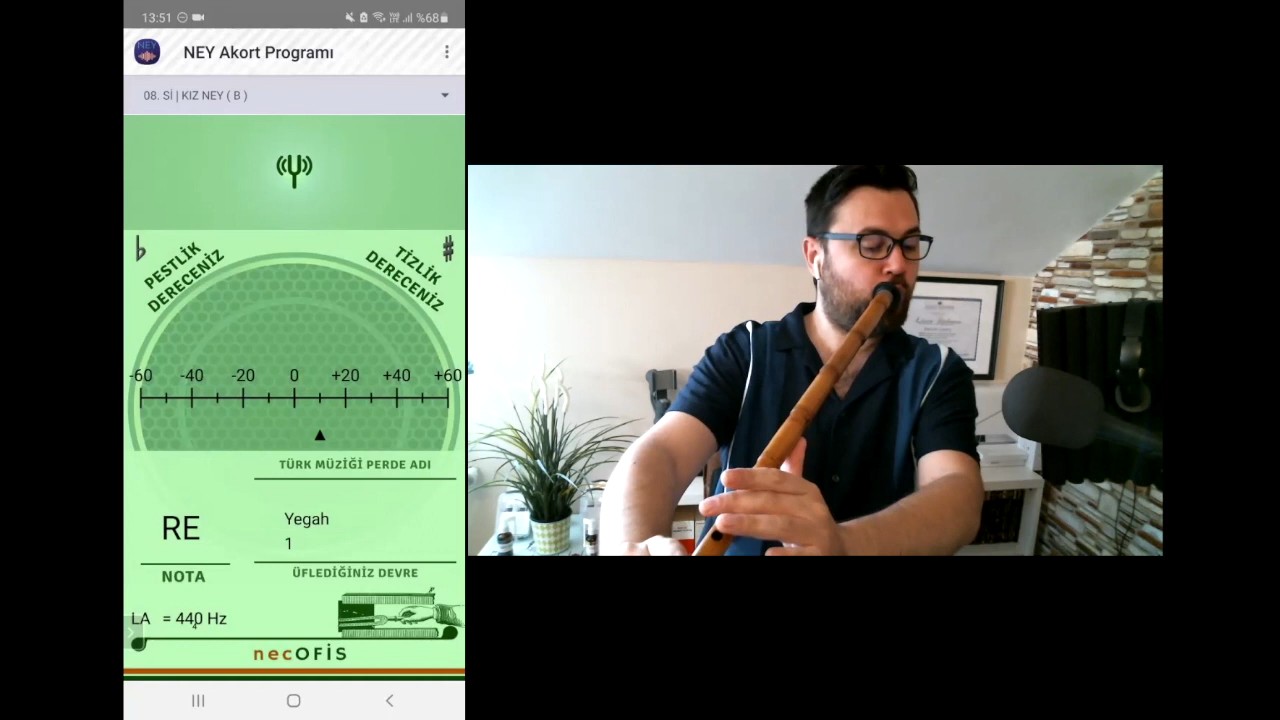 13:51
%68
NEY
NEY Akort Programı
08. Sİ | KIZ NEY ( B )
PESTLİK
DERECENİZ
TİZLİK
DERECENİZ
-60 -40 -20 0 +20 +40 +60
TÜRK MÜZİĞİ PERDE ADI
RE
Yegah
1
NOTA
ÜFLEDİĞİNİZ DEVRE
LA = 440 Hz
necOFİS